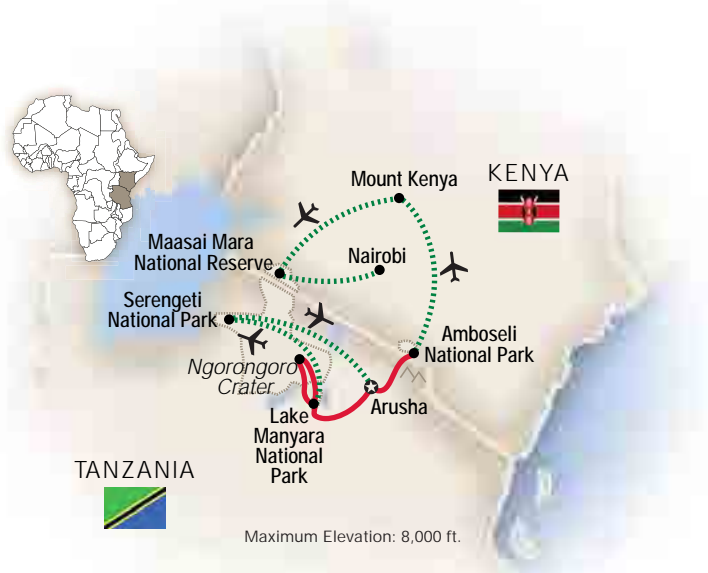 Mount Kenya
KENYA
Maasai Mara
National Reserve
Nairobi
Serengeti
National Park
Amboseli
National Park
Ngorongoro
Crater
Arusha
Lake
Manyara
National
Park
TANZANIA
Maximum Elevation: 8,000 ft.